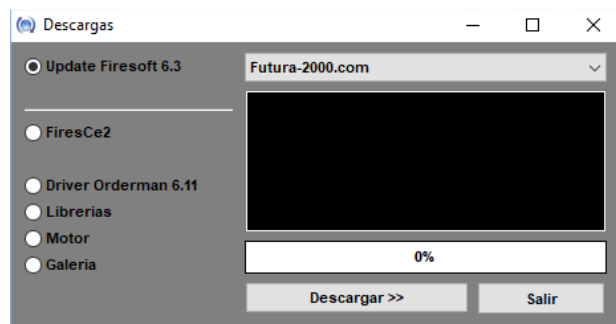 Descargas
Update Firesoft 6.3
Futura-2000.com
FiresCe2
Driver Orderman 6.11
Librerias
Motor
Galeria
0%
Descargar >>
Salir